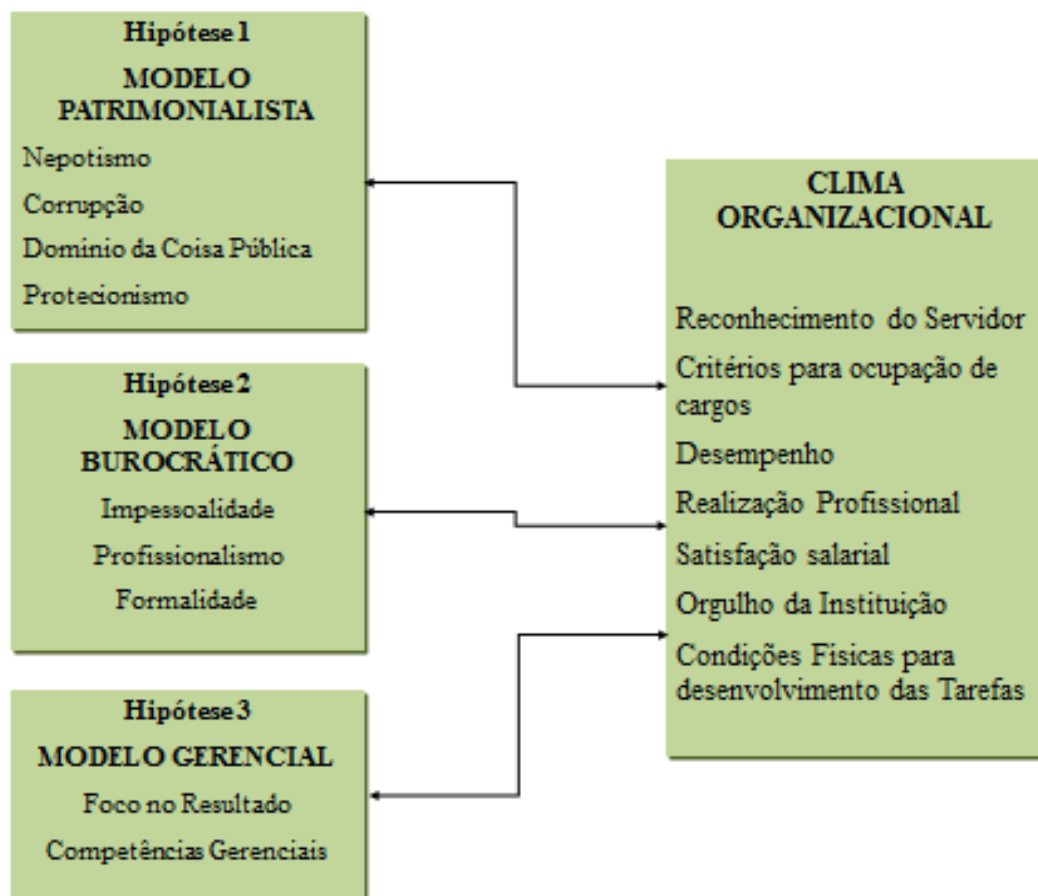 Hipótese 1
MODELO
PATRIMONIALISTA
Nepotismo
Corrupção
Domínio da Coisa Pública
Protecionismo
Hipótese 2
MODELO
BUROCRÁTICO
Impessoalidade
Profissionalismo
Formalidade
Hipótese 3
MODELO GERENCIAL
Foco no Resultado
Competências Gerenciais
CLIMA
ORGANIZACIONAL
Reconhecimento do Servidor
Critérios para ocupação de
cargos
Desempenho
Realização Profissional
Satisfação salarial
Orgulho da Instituição
Condições Físicas para
desenvolvimento das Tarefas